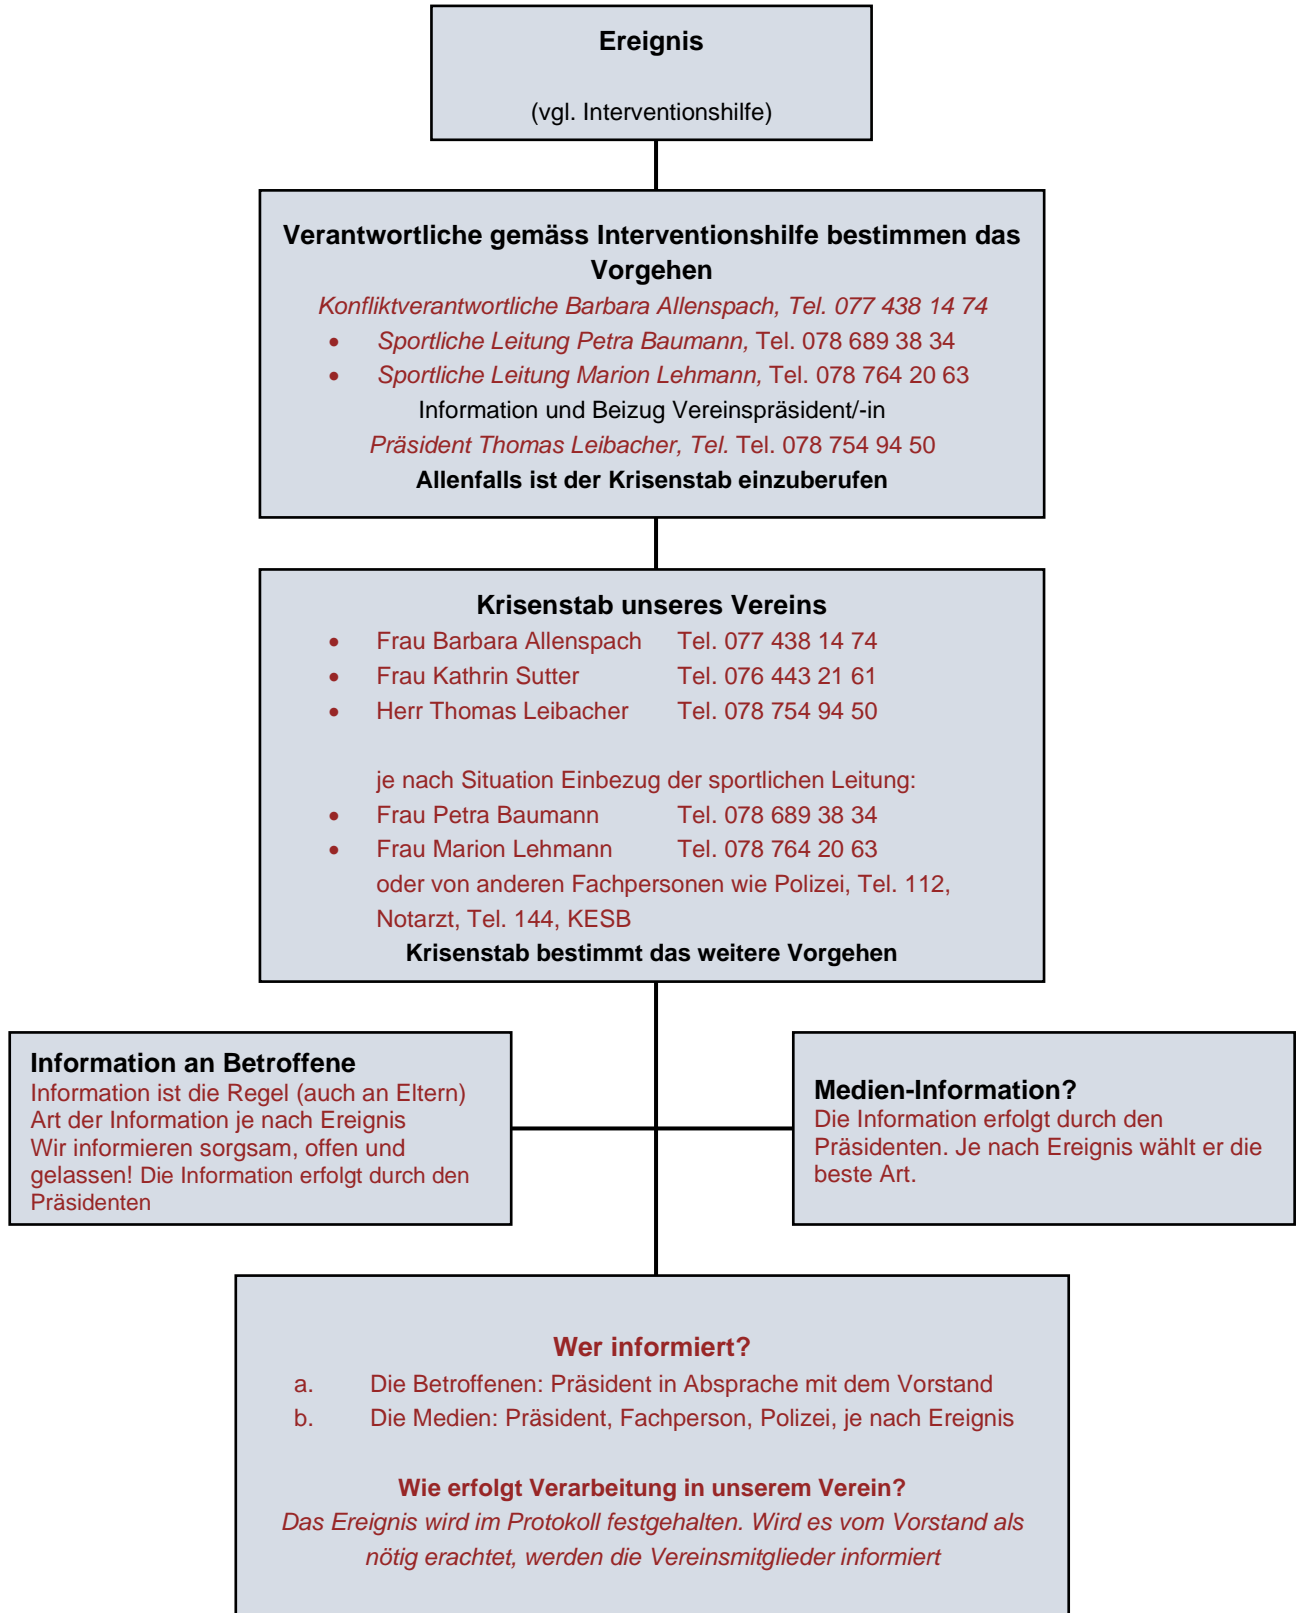 Ereignis
(vgl. Interventionshilfe)
Verantwortliche gemäss Interventionshilfe bestimmen das
Vorgehen
Konfliktverantwortliche Barbara Allenspach, Tel. 077 438 14 74
• Sportliche Leitung Petra Baumann, Tel. 078 689 38 34
• Sportliche Leitung Marion Lehmann, Tel. 078 764 20 63
Information und Beizug Vereinspräsident/-in
Präsident Thomas Leibacher, Tel. Tel. 078 754 94 50
Allenfalls ist der Krisenstab einzuberufen
Krisenstab unseres Vereins
• Frau Barbara Allenspach Tel. 077 438 14 74
• Frau Kathrin Sutter Tel. 076 443 21 61
• Herr Thomas Leibacher Tel. 078 754 94 50
je nach Situation Einbezug der sportlichen Leitung:
• Frau Petra Baumann Tel. 078 689 38 34
• Frau Marion Lehmann Tel. 078 764 20 63
oder von anderen Fachpersonen wie Polizei, Tel. 112,
Notarzt, Tel. 144, KESB
Krisenstab bestimmt das weitere Vorgehen
Information an Betroffene
Information ist die Regel (auch an Eltern)
Art der Information je nach Ereignis
Wir informieren sorgsam, offen und
gelassen! Die Information erfolgt durch den
Präsidenten
Medien-Information?
Die Information erfolgt durch den
Präsidenten. Je nach Ereignis wählt er die
beste Art.
Wer informiert?
a. Die Betroffenen: Präsident in Absprache mit dem Vorstand
b. Die Medien: Präsident, Fachperson, Polizei, je nach Ereignis
Wie erfolgt Verarbeitung in unserem Verein?
Das Ereignis wird im Protokoll festgehalten. Wird es vom Vorstand als
nötig erachtet, werden die Vereinsmitglieder informiert